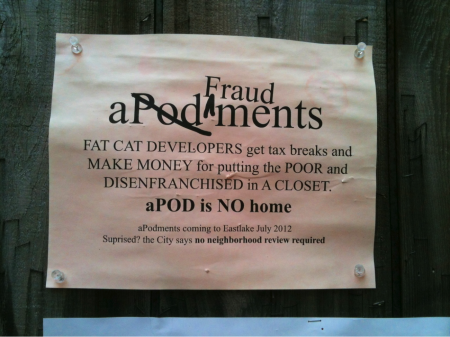 Fraud
aPodments
FAT CAT DEVELOPERS get tax breaks and
MAKE MONEY for putting the POOR and
DISENFRANCHISED in A CLOSET.
aPOD is NO home
aPodments coming to Eastlake July 2012
Suprised? the City says no neighborhood review required